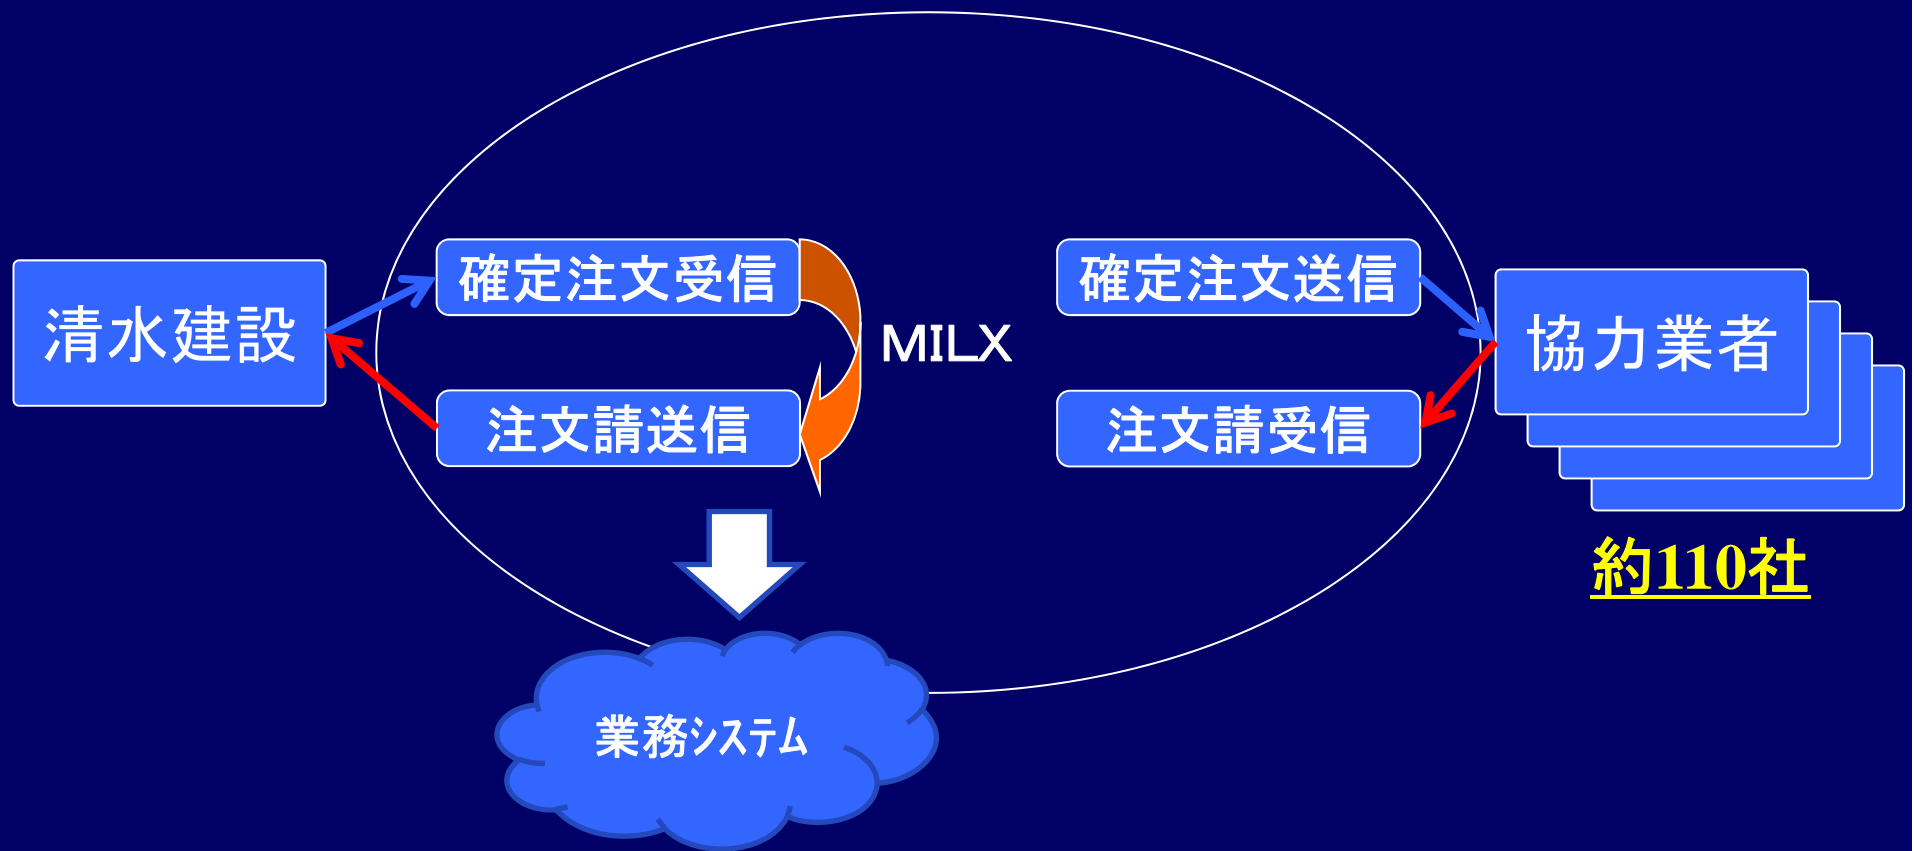 清水建設
確定注文受信
注文請送信
MILX
確定注文送信
注文請受信
協力業者
約110社
業務ｼｽﾃﾑ